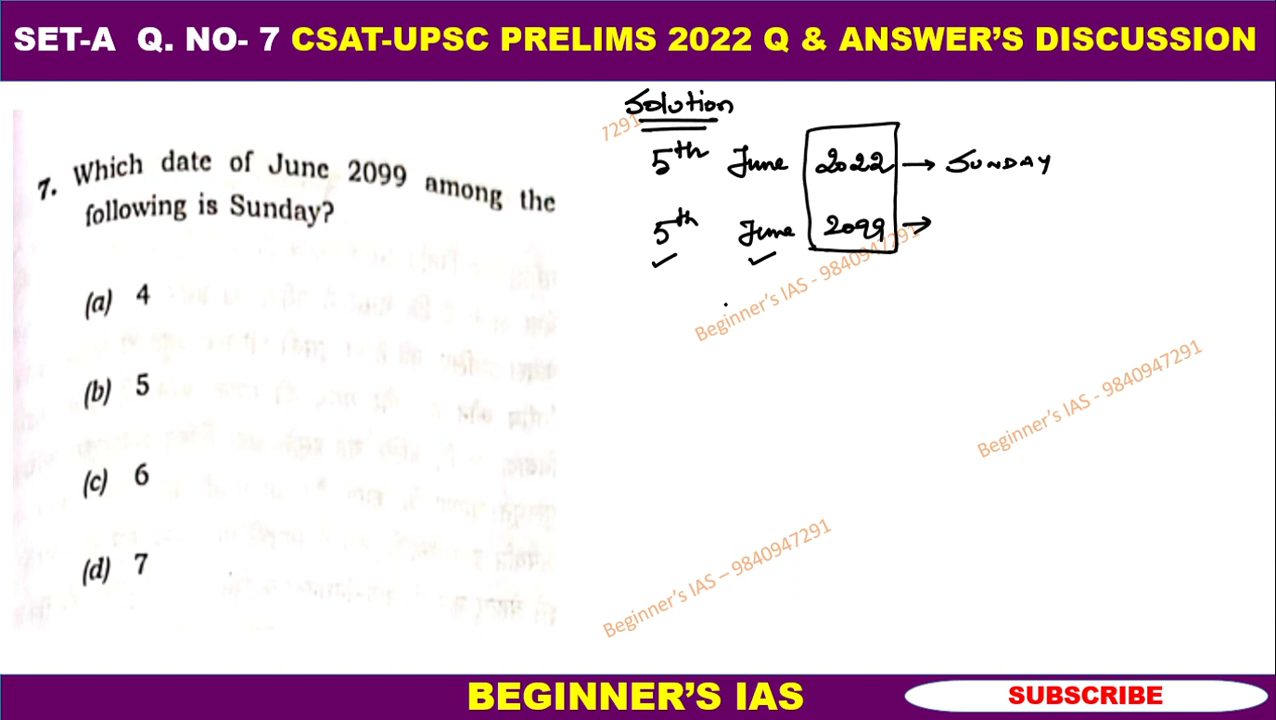 SET-A Q. NO- 7 CSAT-UPSC PRELIMS 2022 Q & ANSWER'S DISCUSSION
7. Which date of June 2099 among the
following is Sunday?
(a) 4
(b) 5
(c) 6
(d) 7
Solution
5th June 2022 → SUNDAY
5th June 2099 →
7291
Beginner's IAS - 9840947291
Beginner's IAS - 9840947291
Beginner's IAS – 9840947291
BEGINNER'S IAS
SUBSCRIBE